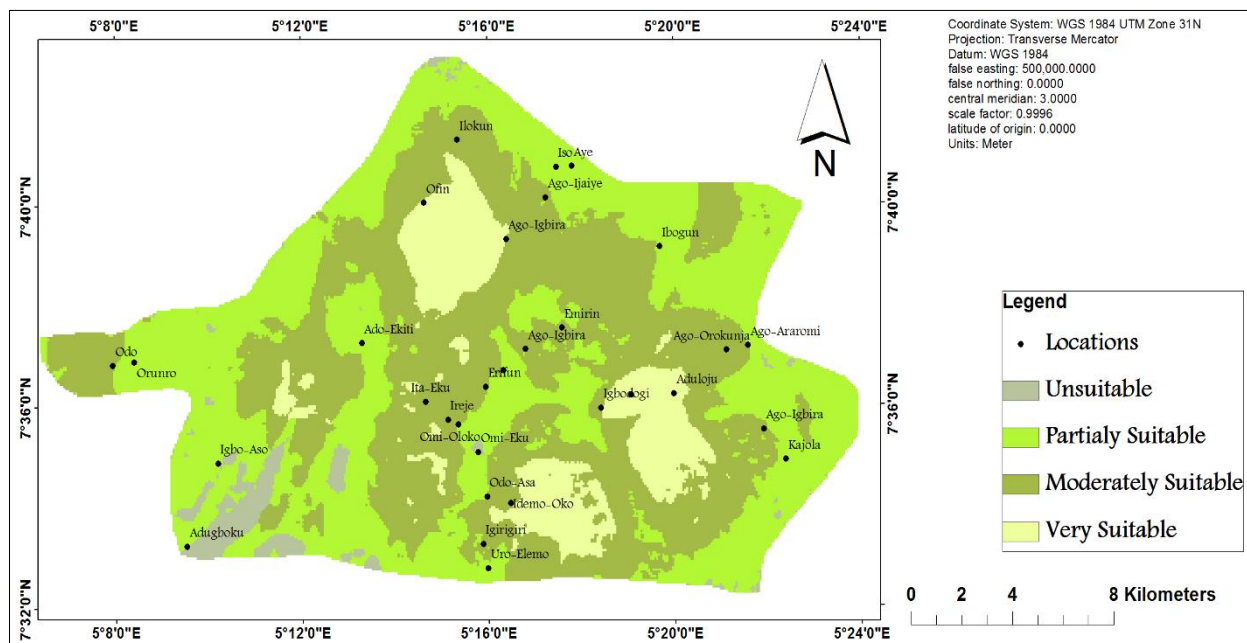 5°8'0"E 5°12'0"E 5°16'0"E 5°20'0"E 5°24'0"E
Coordinate System: WGS 1984 UTM Zone 31N
Projection: Transverse Mercator
Datum: WGS 1984
false easting: 500,000.0000
false northing: 0.0000
central meridian: 3.0000
scale factor: 0.9996
latitude of origin: 0.0000
Units: Meter
N
Ilokun
Iso Aye
Ago-Ijaiye
Ofin
7°40'0"N
7°40'0"N
Ago-Igbira
Ibogun
Emirin
Ado-Ekiti
Ago-Igbira
Ago-Orokunja
Ago-Araromi
Odo
Orunro
Erifun
Ita-Eku
Igbodogi
Aduloju
7°36'0"N
7°36'0"N
Ireje
Ago-Igbira
Omi-Oloko
Omi-Eku
Igbo-Aso
Kajola
Odo-Asa
Idemo-Oko
Adugboku
Igirigiri
Uro-Elemo
7°32'0"N
5°8'0"E 5°12'0"E 5°16'0"E 5°20'0"E 5°24'0"E
Legend
Locations
Unsuitable
Partialy Suitable
Moderately Suitable
Very Suitable
0 2 4 8 Kilometers